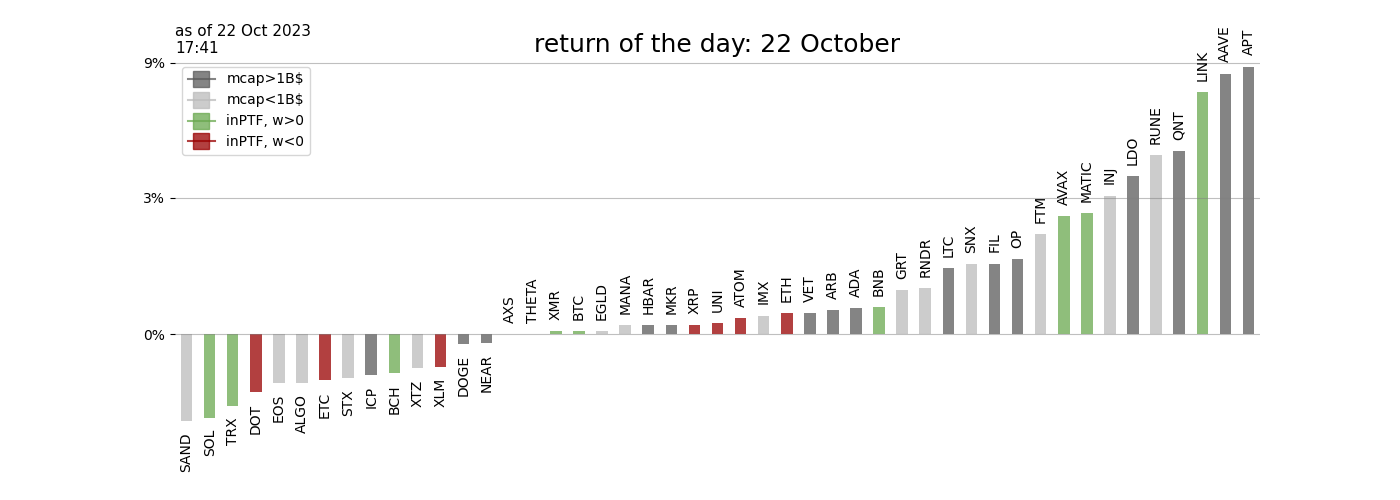 as of 22 Oct 2023
17:41
return of the day: 22 October
9%
3%
0%
mcap>1B$
mcap<1B$
inPTF, w>0
inPTF, w<0
SAND
SOL
TRX
DOT
EOS
ALGO
ETC
STX
ICP
BCH
XTZ
XLM
DOGE
NEAR
AXS
THETA
XMR
BTC
EGLD
MANA
HBAR
MKR
XRP
UNI
ATOM
IMX
ETH
VET
ARB
ADA
BNB
GRT
RNDR
LTC
SNX
FIL
OP
FTM
AVAX
MATIC
INJ
LDO
RUNE
QNT
LINK
AAVE
APT